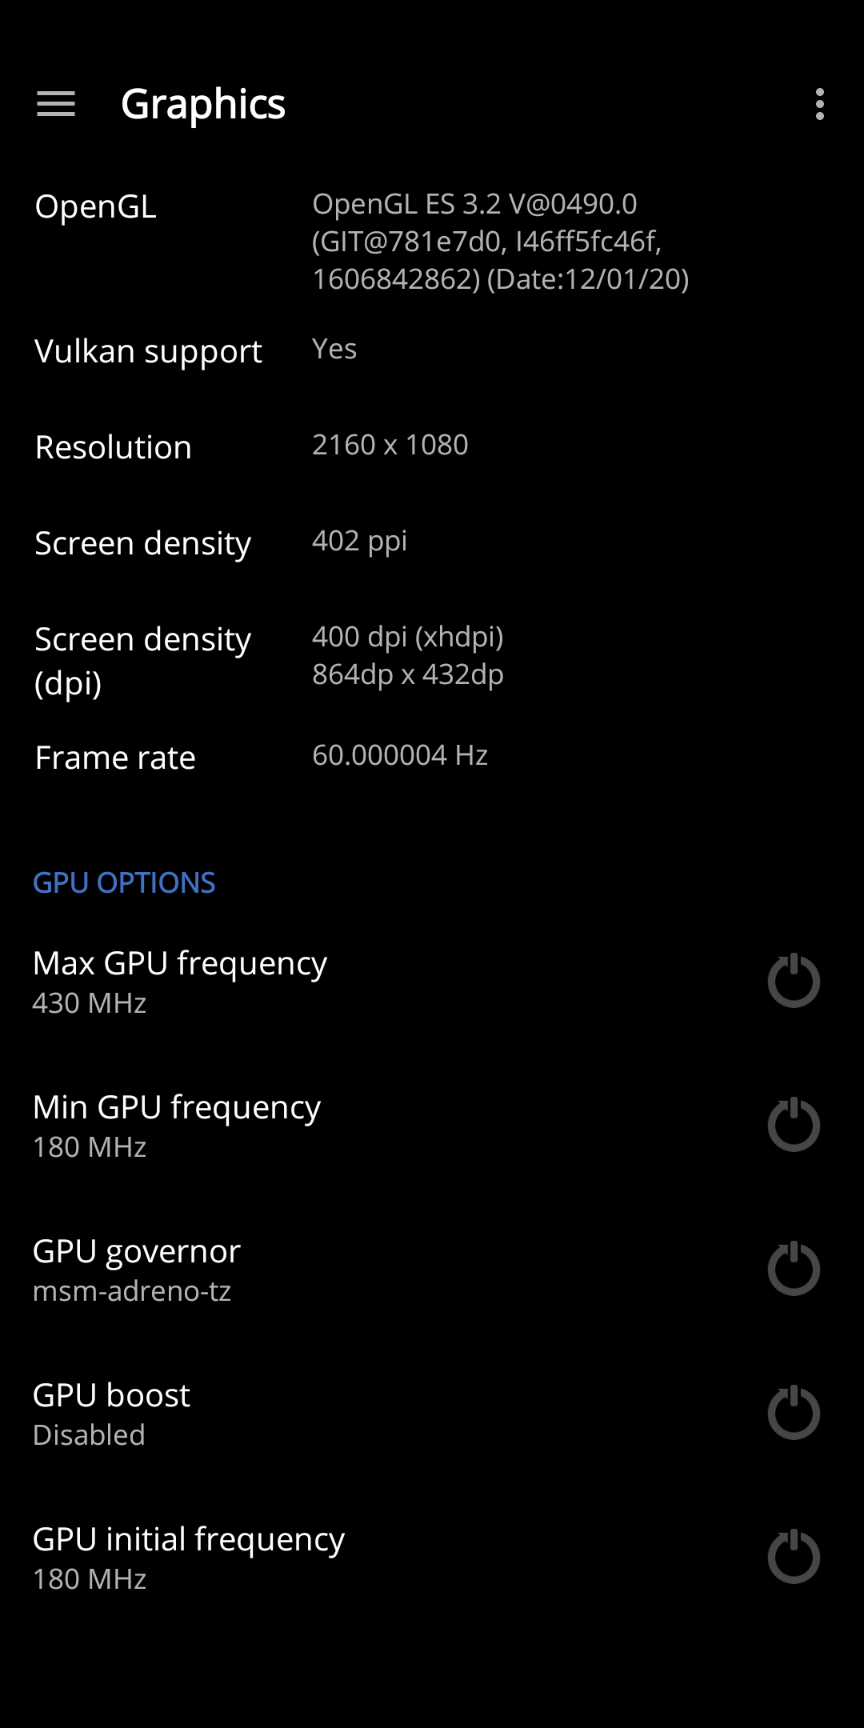 Graphics
OpenGL
OpenGL ES 3.2 V@0490.0
(GIT@781e7d0, I46ff5fc46f,
1606842862) (Date:12/01/20)
Vulkan support
Yes
Resolution
2160 x 1080
Screen density
402 ppi
Screen density
(dpi)
400 dpi (xhdpi)
864dp x 432dp
Frame rate
60.000004 Hz
GPU OPTIONS
Max GPU frequency
430 MHz
Min GPU frequency
180 MHz
GPU governor
msm-adreno-tz
GPU boost
Disabled
GPU initial frequency
180 MHz